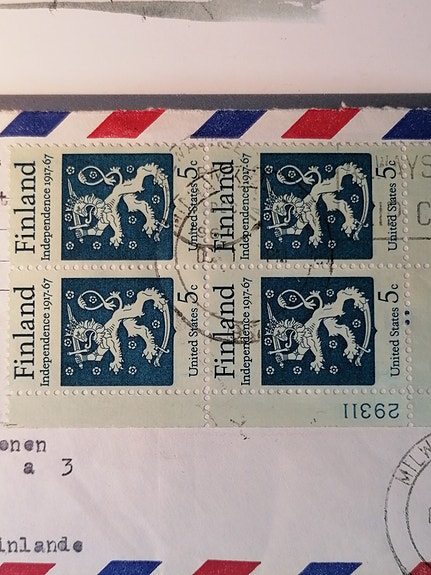 Finland
Independence 1917-67
5c
United States
Finland
Independence 1917-67
5c
United States
Finland
Independence 1917-67
5c
United States
Finland
Independence 1917-67
5c
United States
29311
onen
a 3
inlande
MILW